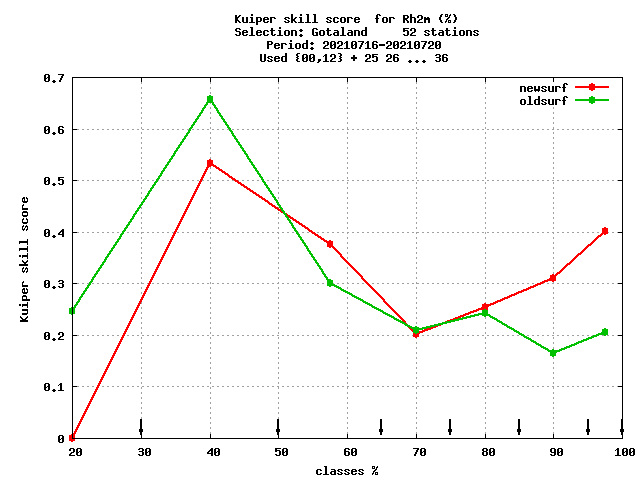 Kuiper skill score  for Rh2m (%)
Selection: Gotaland     52 stations
Period: 20210716-20210720
Used {00,12} + 25 26 ... 36
newsurf
oldsurf
0.7
0.6
0.5
0.4
0.3
0.2
0.1
0
Kuiper skill score
20 30 40 50 60 70 80 90 100
classes %